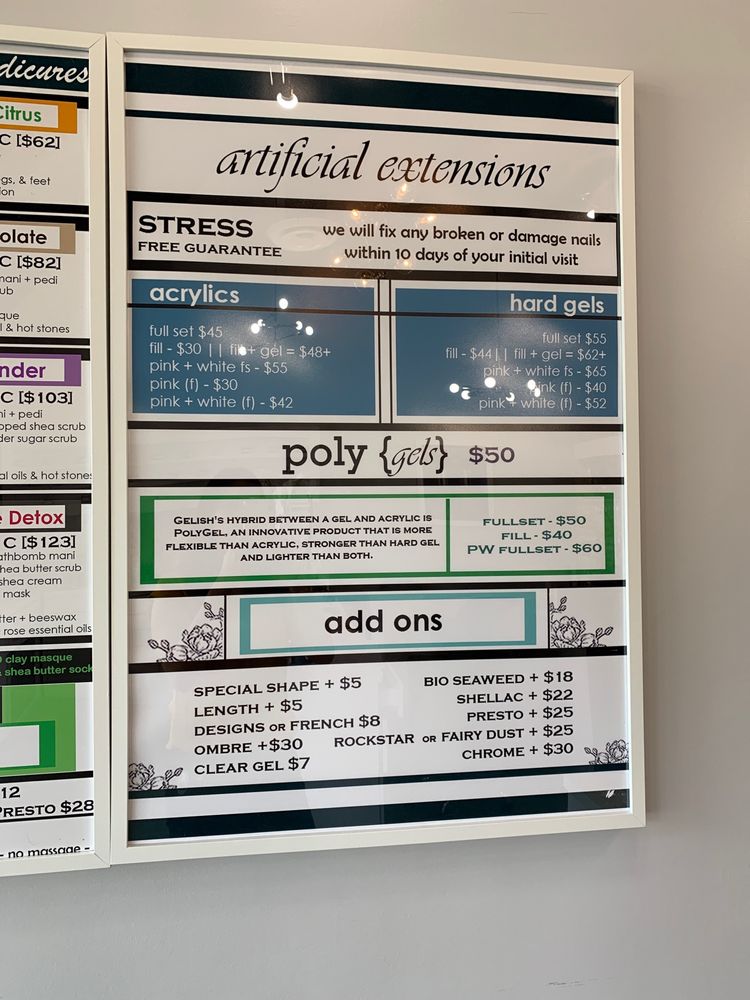 dicures
Citrus
C [$62]
gs, & feet
ion
olate
C [$82]
mani + pedi
ub
que
l & hot stones
nder
C [$103]
ni + pedi
pped shea scrub
der sugar scrub
al oils & hot stones
e Detox
C [$123]
athbomb mani
hea butter scrub
shea cream
mask
tter + beeswax
rose essential oils
clay masque
& shea butter sock
12
PRESTO $28
- no massage -
artificial extensions
STRESS
FREE GUARANTEE
we will fix any broken or damage nails
within 10 days of your initial visit
acrylics
full set $45
fill - $30 || fill + gel = $48+
pink + white fs - $55
pink (f) - $30
pink + white (f) - $42
hard gels
full set $55
fill - $44|| fill + gel = $62+
pink + white fs - $65
pink (f) - $40
pink + white (f) - $52
poly {gels} $50
GELISH'S HYBRID BETWEEN A GEL AND ACRYLIC IS
POLYGEL, AN INNOVATIVE PRODUCT THAT IS MORE
FLEXIBLE THAN ACRYLIC, STRONGER THAN HARD GEL
AND LIGHTER THAN BOTH.
FULLSET - $50
FILL - $40
PW FULLSET - $60
add ons
SPECIAL SHAPE + $5
LENGTH + $5
DESIGNS OR FRENCH $8
OMBRE +$30
CLEAR GEL $7
BIO SEAWEED + $18
SHELLAC + $22
PRESTO + $25
ROCKSTAR OR FAIRY DUST + $25
CHROME + $30